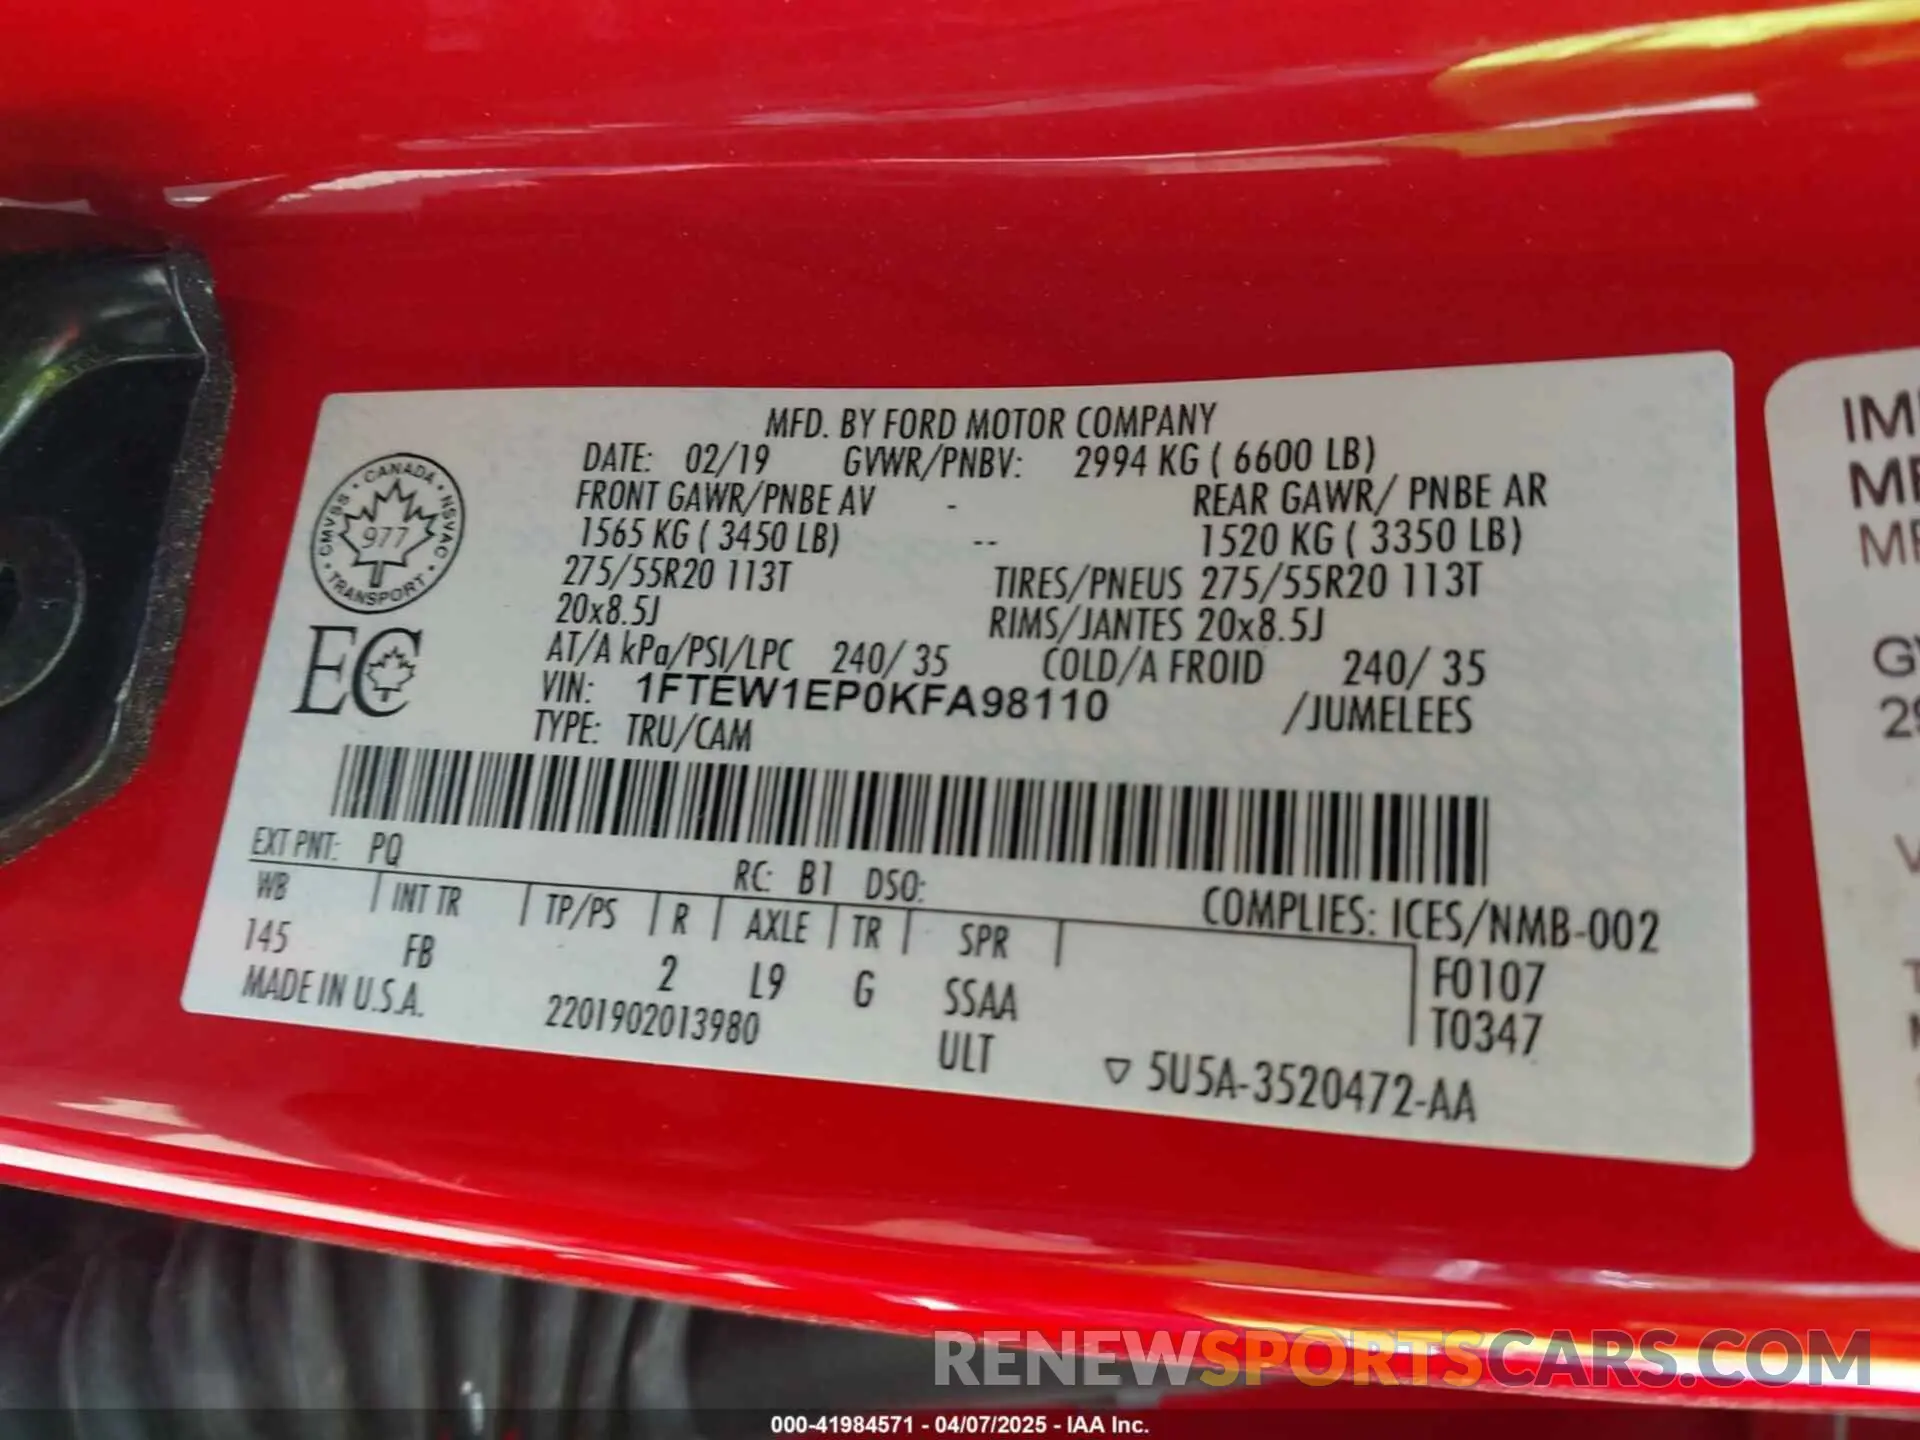 MFD. BY FORD MOTOR COMPANY
DATE: 02/19 GVWR/PNBV: 2994 KG ( 6600 LB)
FRONT GAWR/PNBE AV - REAR GAWR/ PNBE AR
1565 KG ( 3450 LB) -- 1520 KG ( 3350 LB)
275/55R20 113T TIRES/PNEUS 275/55R20 113T
20x8.5J RIMS/JANTES 20x8.5J
AT/A kPa/PSI/LPC 240/ 35 COLD/A FROID 240/ 35
VIN: 1FTEW1EP0KFA98110 /JUMELEES
TYPE: TRU/CAM
CANADA · NSVAC · TRANSPORT · CMVSS ·
977
EC
EXT PNT: PQ RC: B1 DSO:
COMPLIES: ICES/NMB-002
WB | INT TR | TP/PS | R | AXLE | TR | SPR |
145 FB 2 L9 G SSAA
F0107
T0347
MADE IN U.S.A. 2201902013980 ULT
▽ 5U5A-3520472-AA
RENEWSPORTSCARS.COM
000-41984571 - 04/07/2025 - IAA Inc.